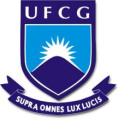 UFCG
SUPRA OMNES LUX LUCIS